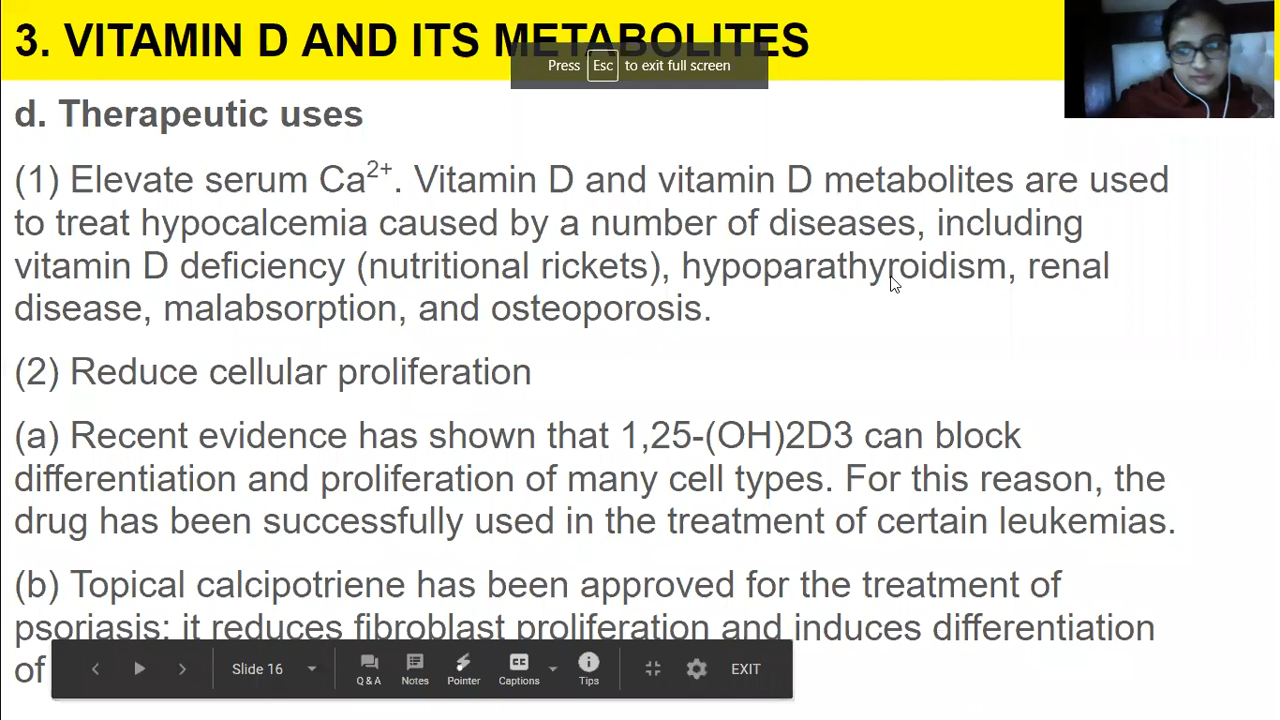 3. VITAMIN D AND ITS METABOLITES
Press Esc to exit full screen
d. Therapeutic uses
(1) Elevate serum Ca²⁺. Vitamin D and vitamin D metabolites are used
to treat hypocalcemia caused by a number of diseases, including
vitamin D deficiency (nutritional rickets), hypoparathyroidism, renal
disease, malabsorption, and osteoporosis.
(2) Reduce cellular proliferation
(a) Recent evidence has shown that 1,25-(OH)2D3 can block
differentiation and proliferation of many cell types. For this reason, the
drug has been successfully used in the treatment of certain leukemias.
(b) Topical calcipotriene has been approved for the treatment of
psoriasis; it reduces fibroblast proliferation and induces differentiation
of
Slide 16
Q & A
Notes
Pointer
CC
Captions
Tips
EXIT